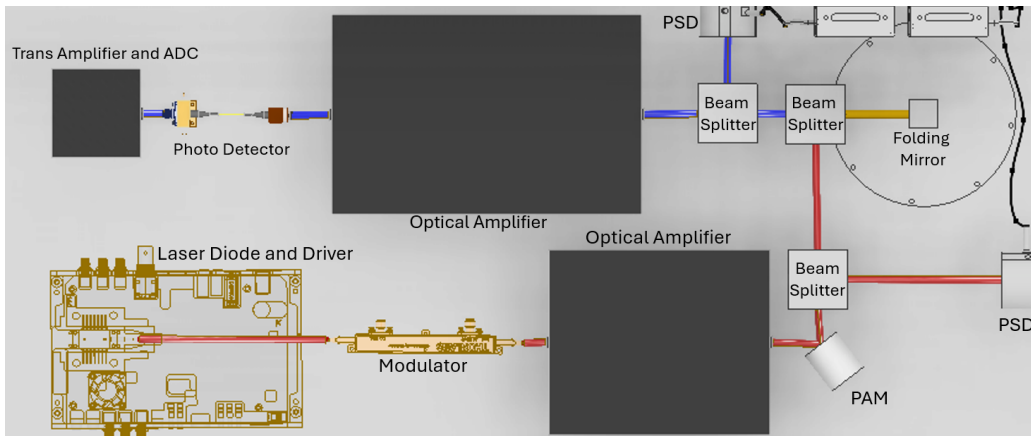 PSD
Trans Amplifier and ADC
Beam
Splitter
Beam
Splitter
Photo Detector
Folding
Mirror
Optical Amplifier
Optical Amplifier
Laser Diode and Driver
Beam
Splitter
PSD
Modulator
PAM